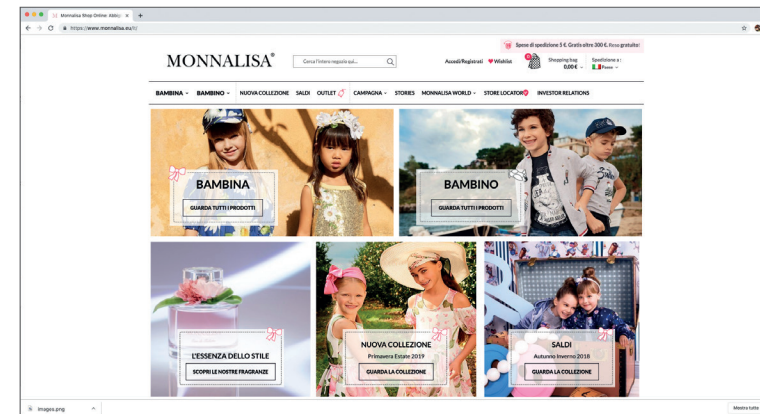 Monnalisa Shop Online: Abbig
https://www.monnalisa.eu/it/
Spese di spedizione 5 €. Gratis oltre 300 €. Reso gratuito!
MONNALISA®
Cerca l'intero negozio qui...
Accedi/Registrati
Wishlist
0
Shopping bag
0,00 €
Spedizione a :
Paese
BAMBINA
BAMBINO
NUOVA COLLEZIONE
SALDI
OUTLET
CAMPAGNA
STORIES
MONNALISA WORLD
STORE LOCATOR
INVESTOR RELATIONS
BAMBINA
GUARDA TUTTI I PRODOTTI
BAMBINO
GUARDA TUTTI I PRODOTTI
L'ESSENZA DELLO STILE
SCOPRI LE NOSTRE FRAGRANZE
NUOVA COLLEZIONE
Primavera Estate 2019
GUARDA LA COLLEZIONE
SALDI
Autunno Inverno 2018
GUARDA LA COLLEZIONE
images.png
Mostra tutto